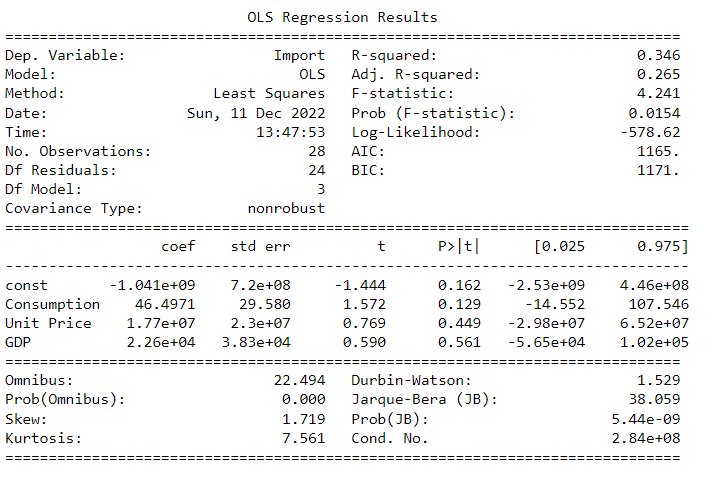 OLS Regression Results
==============================================================================
Dep. Variable:                 Import   R-squared:                       0.346
Model:                            OLS   Adj. R-squared:                  0.265
Method:                 Least Squares   F-statistic:                     4.241
Date:                Sun, 11 Dec 2022   Prob (F-statistic):             0.0154
Time:                        13:47:53   Log-Likelihood:                -578.62
No. Observations:                  28   AIC:                             1165.
Df Residuals:                      24   BIC:                             1171.
Df Model:                           3
Covariance Type:            nonrobust
===============================================================================
                  coef    std err          t      P>|t|      [0.025      0.975]
-------------------------------------------------------------------------------
const       -1.041e+09    7.2e+08     -1.444      0.162   -2.53e+09    4.46e+08
Consumption    46.4971     29.580      1.572      0.129     -14.552     107.546
Unit Price    1.77e+07    2.3e+07      0.769      0.449   -2.98e+07    6.52e+07
GDP           2.26e+04   3.83e+04      0.590      0.561   -5.65e+04    1.02e+05
==============================================================================
Omnibus:                       22.494   Durbin-Watson:                   1.529
Prob(Omnibus):                  0.000   Jarque-Bera (JB):               38.059
Skew:                           1.719   Prob(JB):                     5.44e-09
Kurtosis:                       7.561   Cond. No.                     2.84e+08
==============================================================================